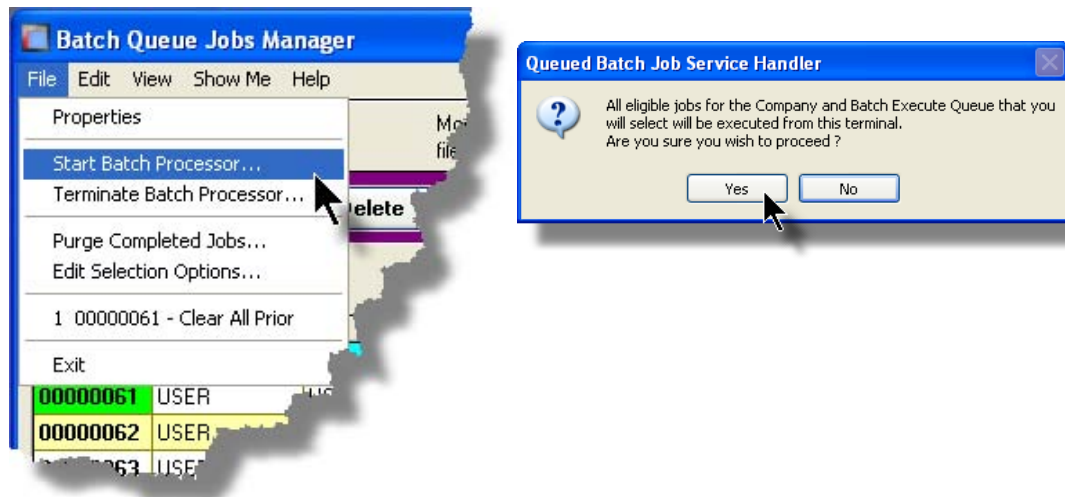 Batch Queue Jobs Manager
File Edit View Show Me Help
Properties
Start Batch Processor...
Terminate Batch Processor...
elete
Purge Completed Jobs...
Edit Selection Options...
1 00000061 - Clear All Prior
Exit
00000061 USER
00000062 USER
63 USE
Queued Batch Job Service Handler
All eligible jobs for the Company and Batch Execute Queue that you
will select will be executed from this terminal.
Are you sure you wish to proceed ?
Yes No